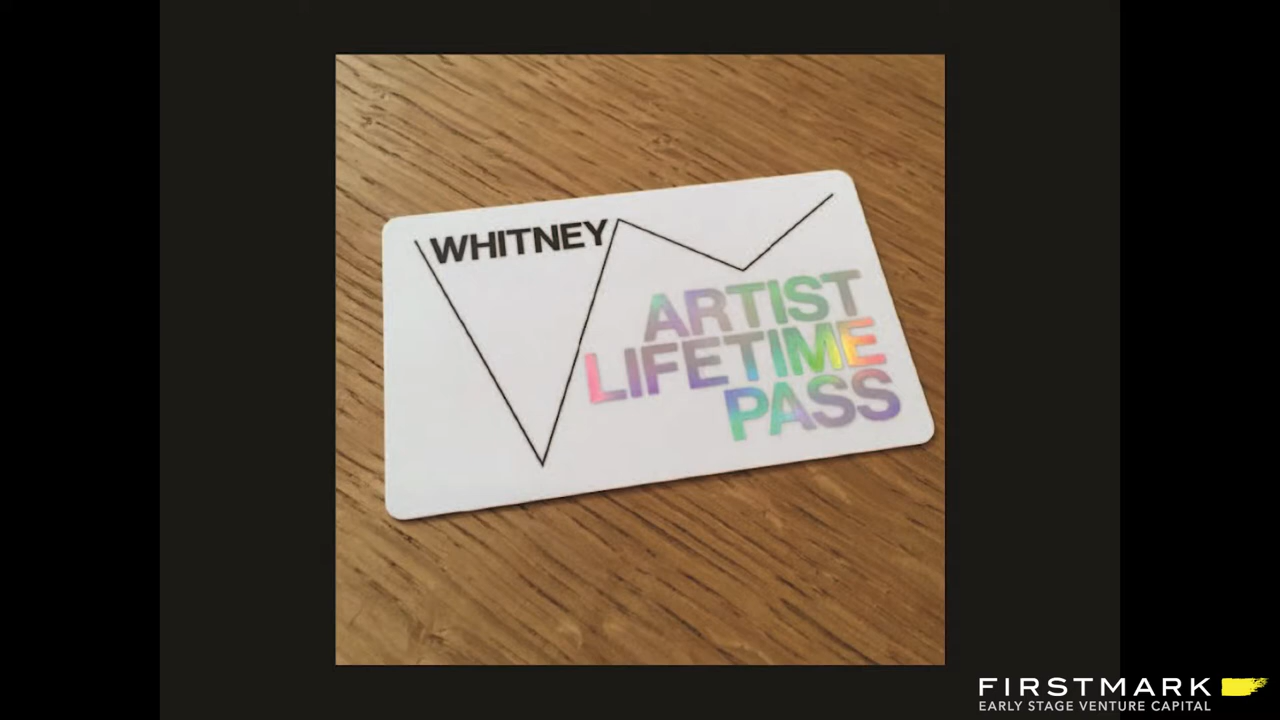 WHITNEY
ARTIST
LIFETIME
PASS
FIRSTMARK
EARLY STAGE VENTURE CAPITAL